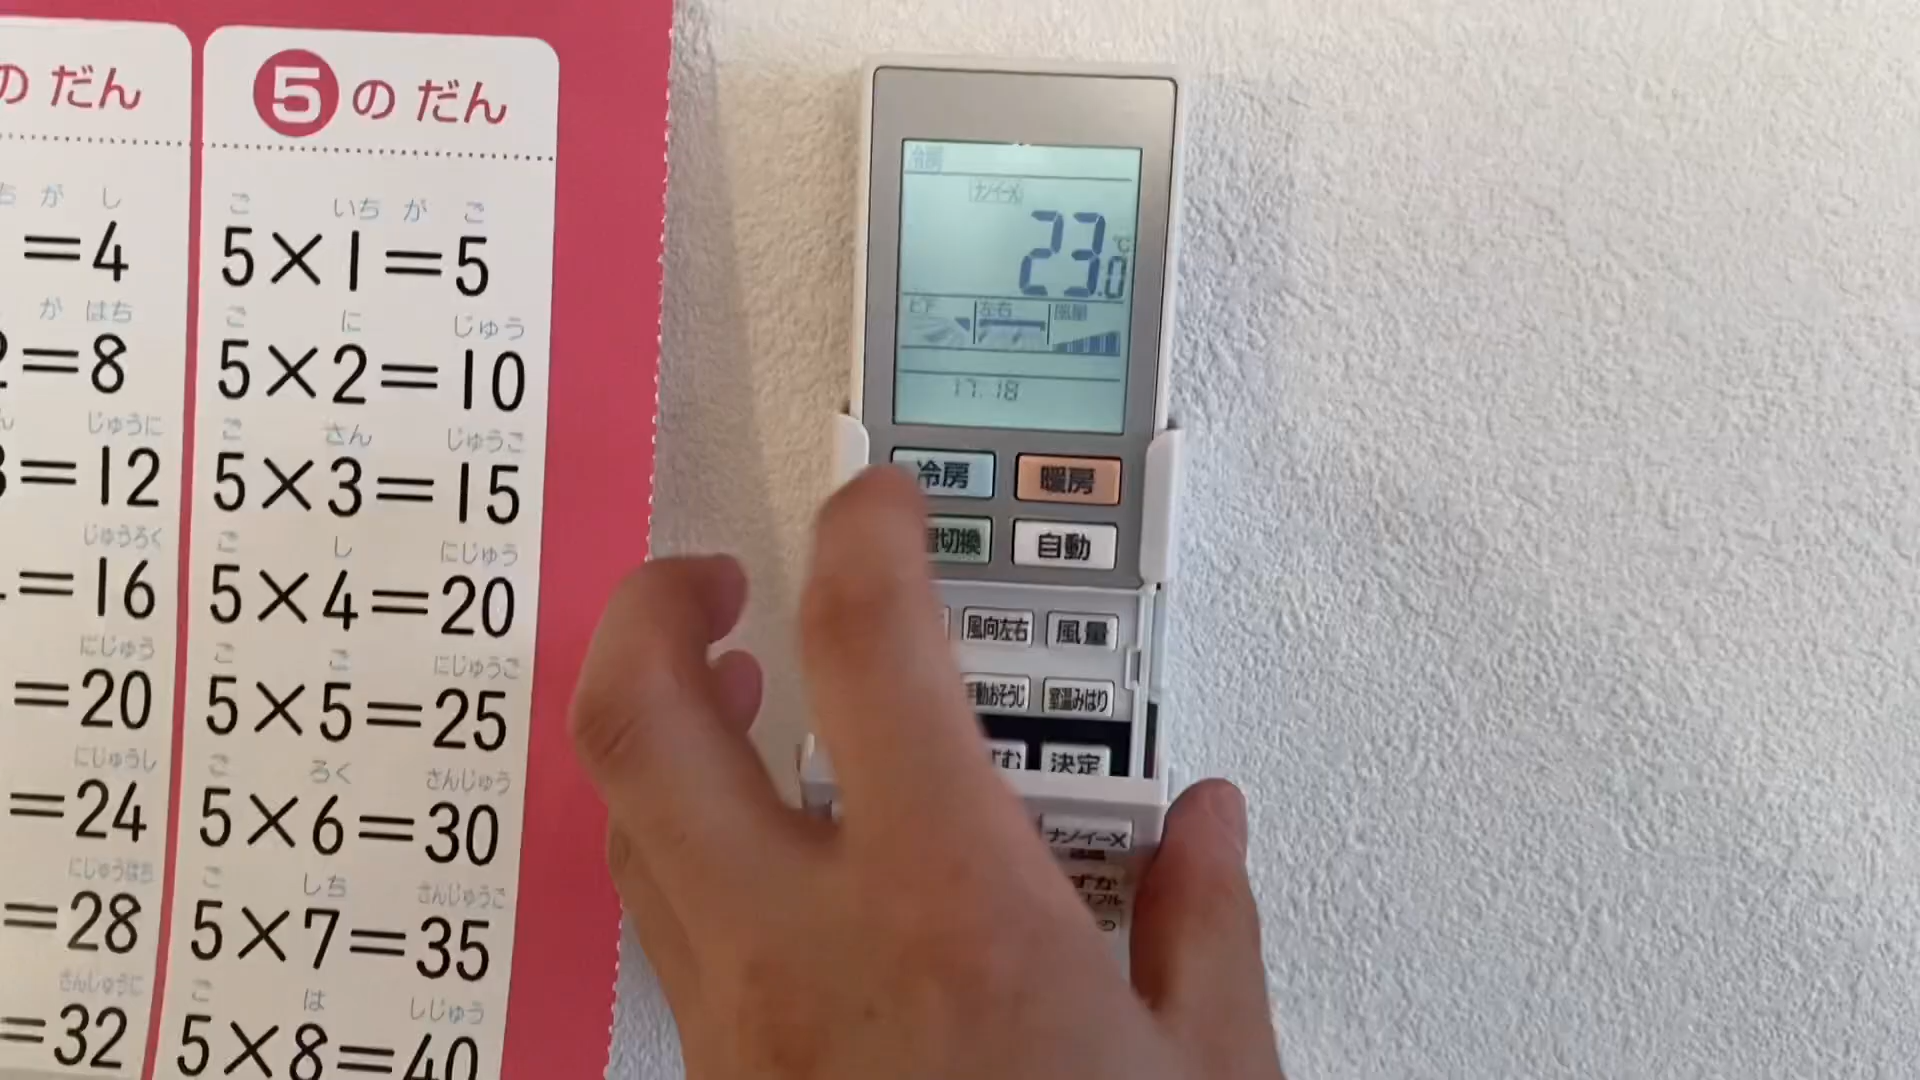 の だん
が し
=4
が はち
=8
じゅうに
=12
じゅうろく
=16
にじゅう
=20
にじゅうし
=24
にじゅうはち
=28
さんじゅうに
=32
5 の だん
ご いち が ご
5×1=5
ご に じゅう
5×2=10
ご さん じゅうご
5×3=15
ご し にじゅう
5×4=20
ご ご にじゅうご
5×5=25
ご ろく さんじゅう
5×6=30
ご しち さんじゅうご
5×7=35
ご は しじゅう
5×8=40
冷房
ナノイーX
23.0℃
左右 風量
17:18
冷房 暖房
切換 自動
風向左右 風量
おそうじ 室温みはり
決定
ナノイーX